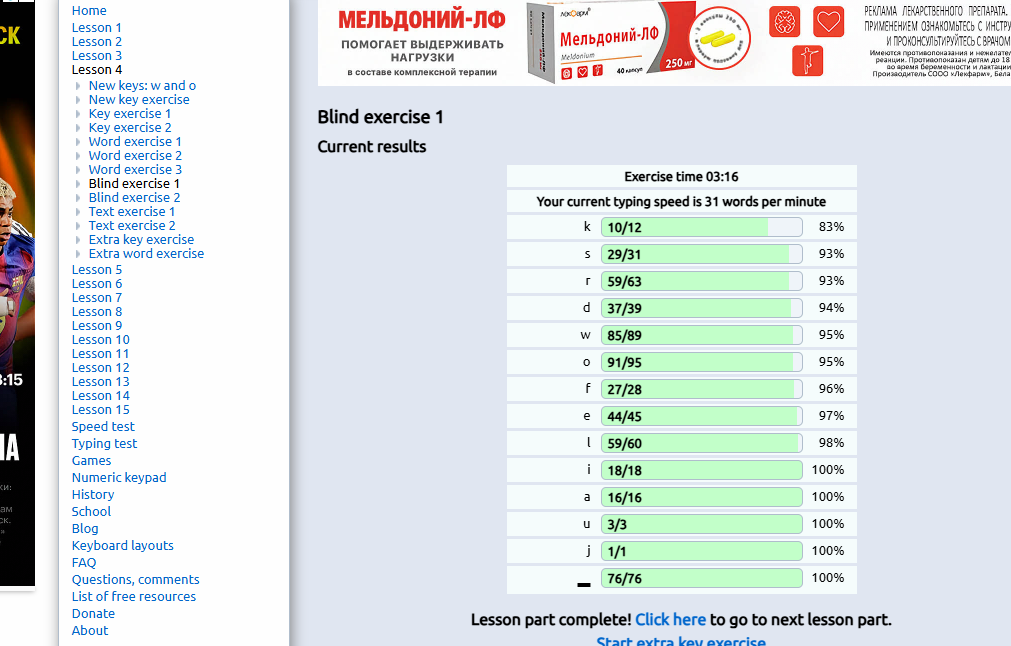 СК
3:15
НА
ки:
ам
ск.
Home
Lesson 1
Lesson 2
Lesson 3
Lesson 4
New keys: w and o
New key exercise
Key exercise 1
Key exercise 2
Word exercise 1
Word exercise 2
Word exercise 3
Blind exercise 1
Blind exercise 2
Text exercise 1
Text exercise 2
Extra key exercise
Extra word exercise
Lesson 5
Lesson 6
Lesson 7
Lesson 8
Lesson 9
Lesson 10
Lesson 11
Lesson 12
Lesson 13
Lesson 14
Lesson 15
Speed test
Typing test
Games
Numeric keypad
History
School
Blog
Keyboard layouts
FAQ
Questions, comments
List of free resources
Donate
About
МЕЛЬДОНИЙ-ЛФ
ПОМОГАЕТ ВЫДЕРЖИВАТЬ
НАГРУЗКИ
в составе комплексной терапии
лекфарм
Мельдоний-ЛФ
Meldonium
40 капсул
250 мг
капсулы 250 мг
РЕКЛАМА ЛЕКАРСТВЕННОГО ПРЕПАРАТА.
ПРИМЕНЕНИЕМ ОЗНАКОМЬТЕСЬ С ИНСТРУ
И ПРОКОНСУЛЬТИРУЙТЕСЬ С ВРАЧОМ
Имеются противопоказания и нежелател
реакции. Противопоказан детям до 18
во время беременности и лактации
Производитель СООО «Лекфарм», Бела
Blind exercise 1
Current results
Exercise time 03:16
Your current typing speed is 31 words per minute
k 10/12 83%
s 29/31 93%
r 59/63 93%
d 37/39 94%
w 85/89 95%
o 91/95 95%
f 27/28 96%
e 44/45 97%
l 59/60 98%
i 18/18 100%
a 16/16 100%
u 3/3 100%
j 1/1 100%
▂ 76/76 100%
Lesson part complete! Click here to go to next lesson part.
Start extra key exercise